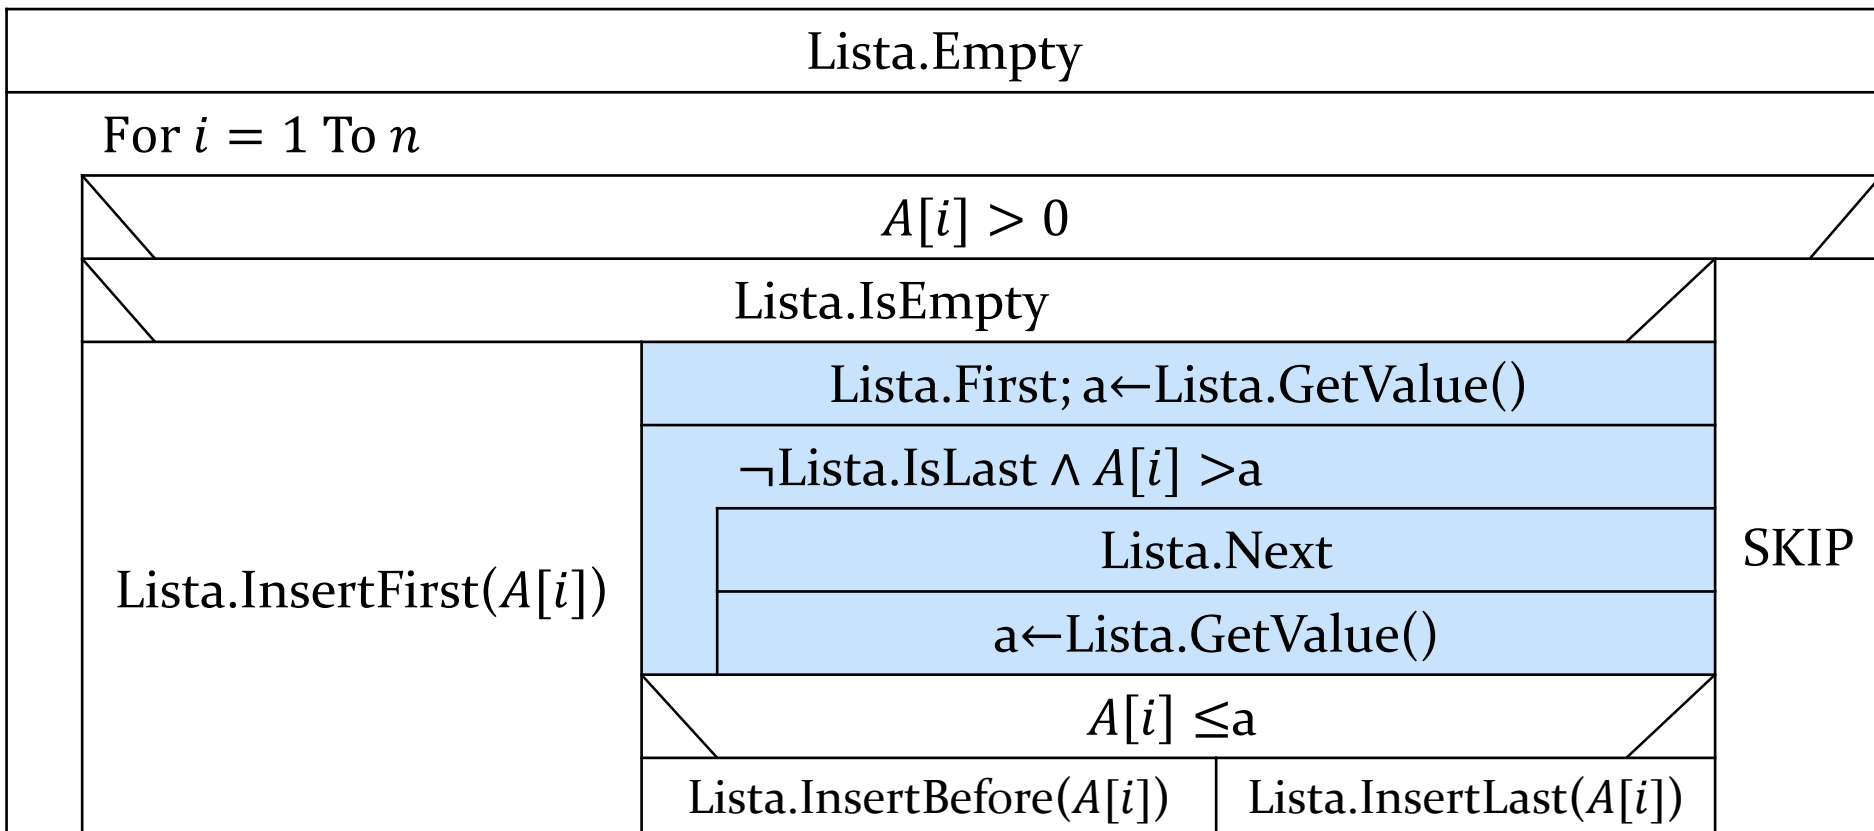 Lista.Empty
For i = 1 To n
A[i] > 0
Lista.IsEmpty
Lista.First; a←Lista.GetValue()
¬Lista.IsLast ∧ A[i] >a
Lista.Next
SKIP
Lista.InsertFirst(A[i])
a←Lista.GetValue()
A[i] ≤a
Lista.InsertBefore(A[i])
Lista.InsertLast(A[i])